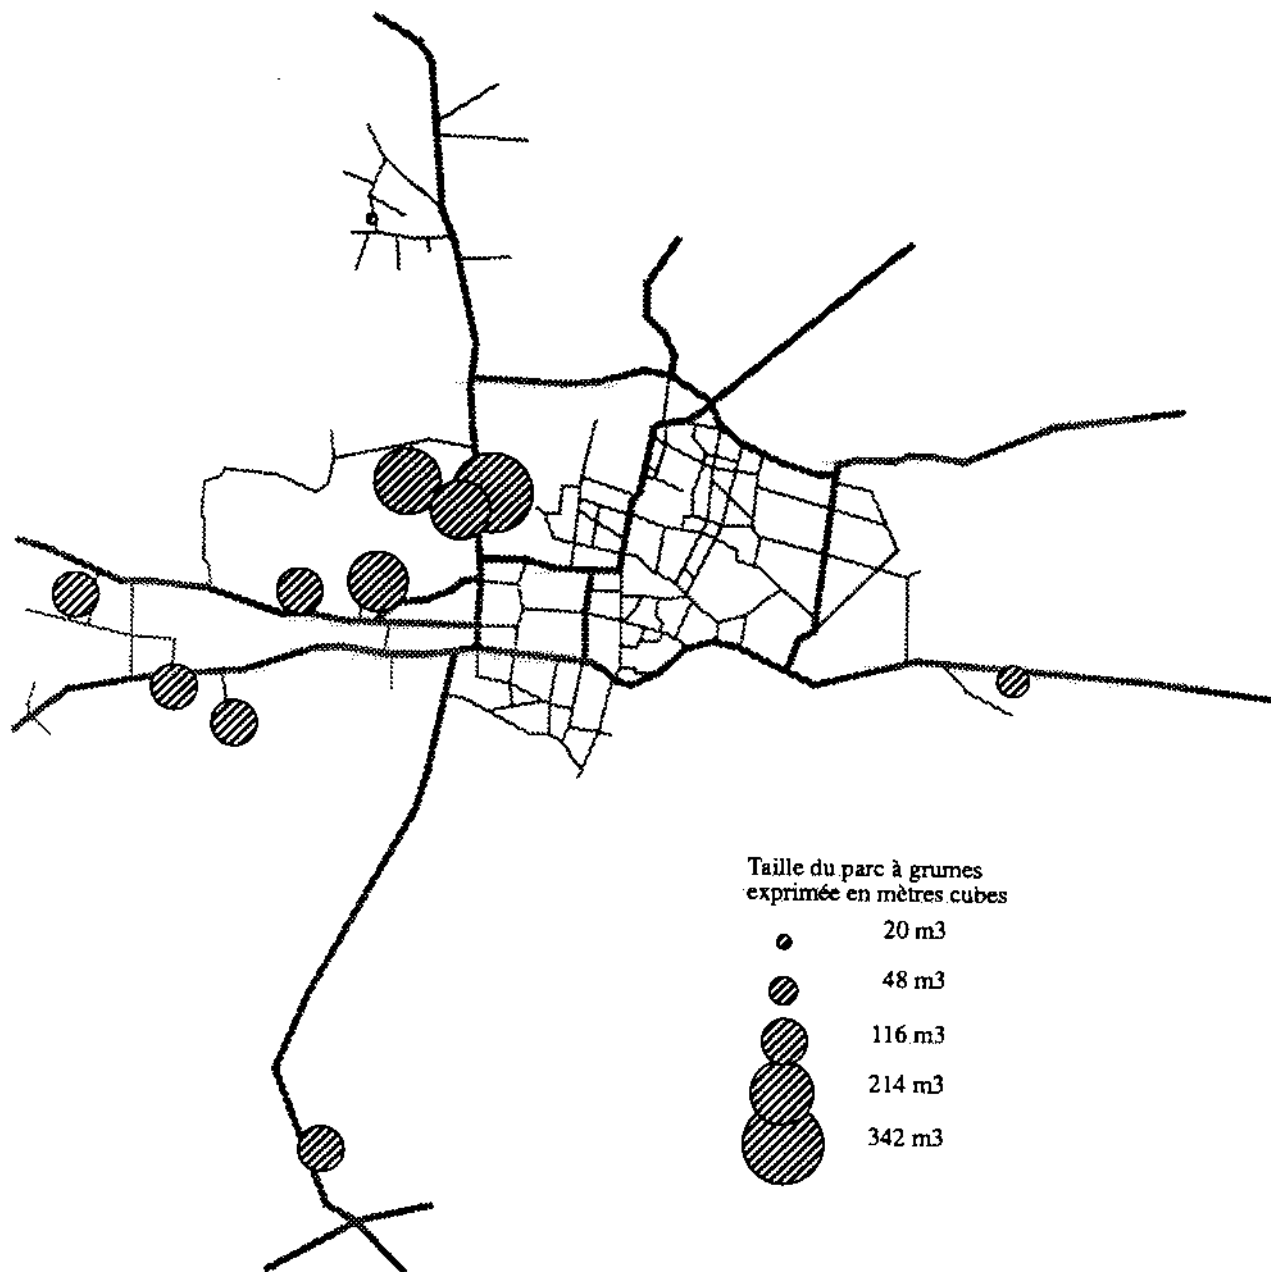 Taille du parc à grumes
exprimée en mètres cubes
20 m3
48 m3
116 m3
214 m3
342 m3